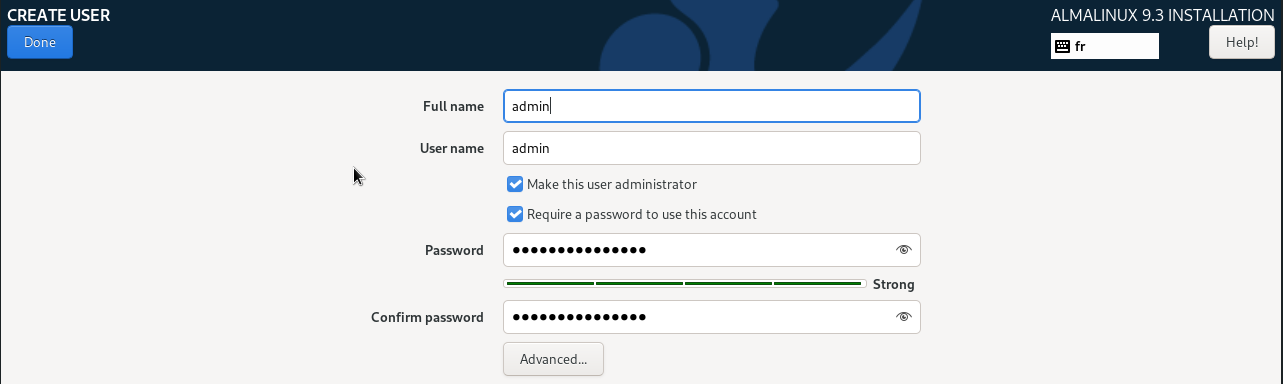 CREATE USER
ALMALINUX 9.3 INSTALLATION
Done
fr
Help!
Full name
admin
User name
admin
Make this user administrator
Require a password to use this account
Password
●●●●●●●●●●●●●●●
Strong
Confirm password
●●●●●●●●●●●●●●●
Advanced...